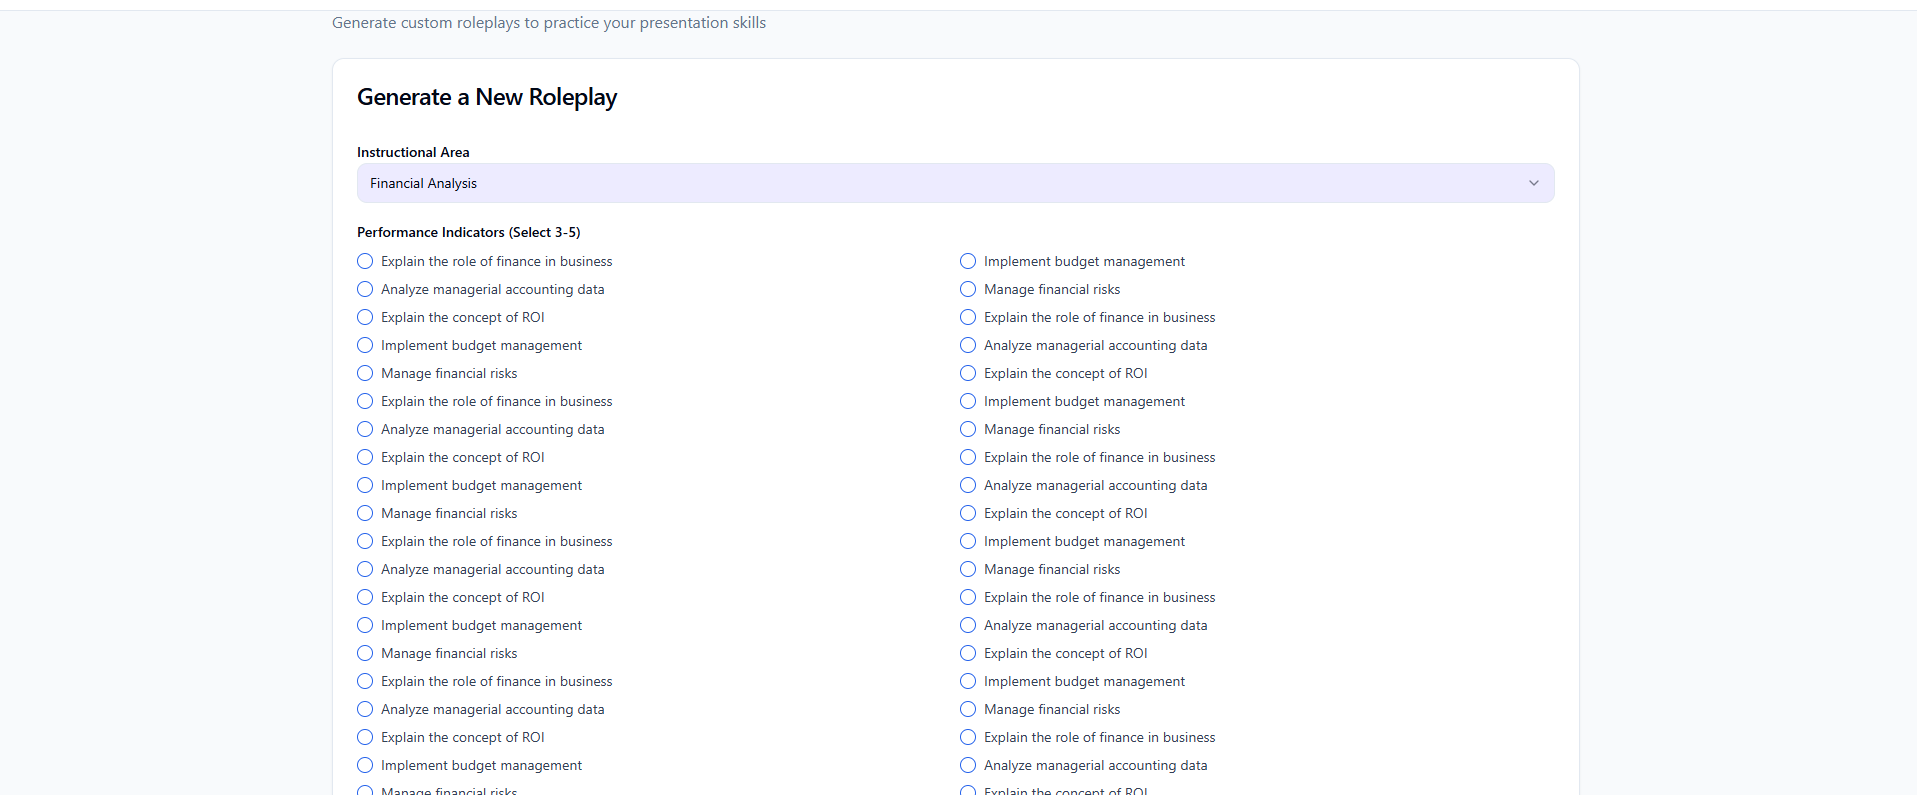 Generate custom roleplays to practice your presentation skills
Generate a New Roleplay
Instructional Area
Financial Analysis
Performance Indicators (Select 3-5)
Explain the role of finance in business
Analyze managerial accounting data
Explain the concept of ROI
Implement budget management
Manage financial risks
Explain the role of finance in business
Analyze managerial accounting data
Explain the concept of ROI
Implement budget management
Manage financial risks
Explain the role of finance in business
Analyze managerial accounting data
Explain the concept of ROI
Implement budget management
Manage financial risks
Explain the role of finance in business
Analyze managerial accounting data
Explain the concept of ROI
Implement budget management
Manage financial risks
Implement budget management
Manage financial risks
Explain the role of finance in business
Analyze managerial accounting data
Explain the concept of ROI
Implement budget management
Manage financial risks
Explain the role of finance in business
Analyze managerial accounting data
Explain the concept of ROI
Implement budget management
Manage financial risks
Explain the role of finance in business
Analyze managerial accounting data
Explain the concept of ROI
Implement budget management
Manage financial risks
Explain the role of finance in business
Analyze managerial accounting data
Explain the concept of ROI